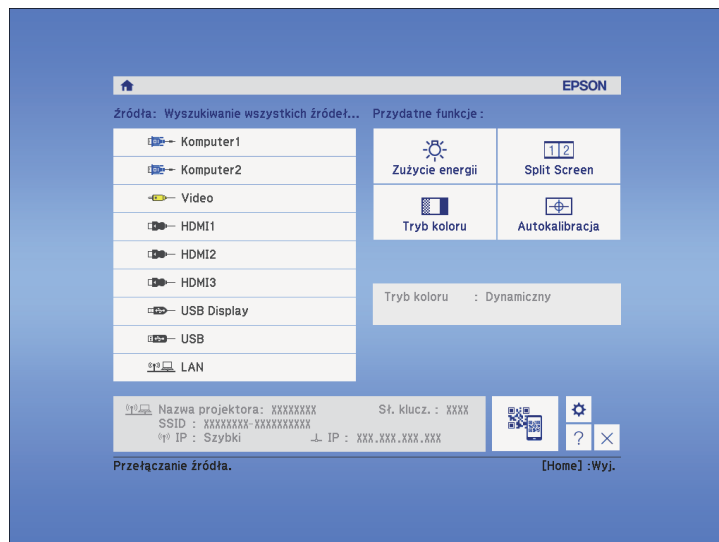 EPSON
Źródła: Wyszukiwanie wszystkich źródeł...
Komputer1
Komputer2
Video
HDMI1
HDMI2
HDMI3
USB Display
USB
LAN
Przydatne funkcje :
Zużycie energii
1 2
Split Screen
Tryb koloru
Autokalibracja
Tryb koloru : Dynamiczny
Nazwa projektora: XXXXXXXX Sł. klucz. : XXXX
SSID : XXXXXXXX-XXXXXXXXXX
IP : Szybki IP : XXX.XXX.XXX.XXX
?
Przełączanie źródła. [Home] :Wyj.